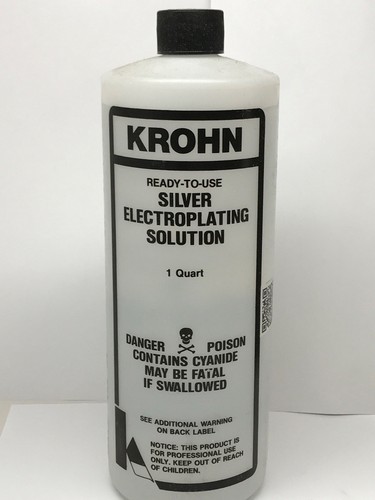 KROHN
READY-TO-USE
SILVER
ELECTROPLATING
SOLUTION
1 Quart
DANGER POISON
CONTAINS CYANIDE
MAY BE FATAL
IF SWALLOWED
SEE ADDITIONAL WARNING
ON BACK LABEL
NOTICE: THIS PRODUCT IS
FOR PROFESSIONAL USE
ONLY. KEEP OUT OF REACH
OF CHILDREN.